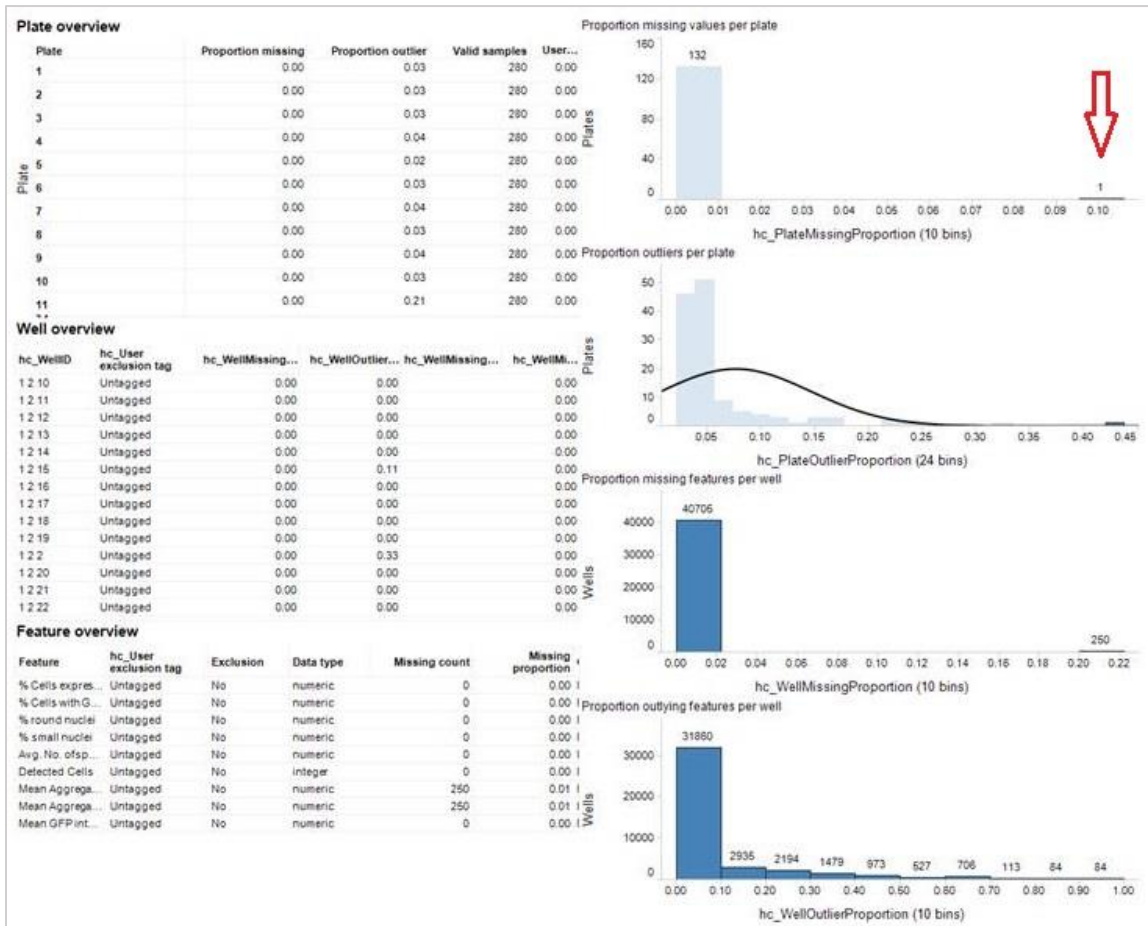 Plate overview
Plate Proportion missing Proportion outlier Valid samples User...
1 0.00 0.03 280 0.00
2 0.00 0.03 280 0.00
3 0.00 0.03 280 0.00
4 0.00 0.04 280 0.00
5 0.00 0.02 280 0.00
6 0.00 0.03 280 0.00
7 0.00 0.04 280 0.00
8 0.00 0.03 280 0.00
9 0.00 0.04 280 0.00
10 0.00 0.03 280 0.00
11 0.00 0.21 280 0.00
Plate
Well overview
hc_WellID hc_User exclusion tag hc_WellMissing... hc_WellOutlier... hc_WellMissing... hc_WellMi...
1 2 10 Untagged 0.00 0.00 0.00
1 2 11 Untagged 0.00 0.00 0.00
1 2 12 Untagged 0.00 0.00 0.00
1 2 13 Untagged 0.00 0.00 0.00
1 2 14 Untagged 0.00 0.00 0.00
1 2 15 Untagged 0.00 0.11 0.00
1 2 16 Untagged 0.00 0.00 0.00
1 2 17 Untagged 0.00 0.00 0.00
1 2 18 Untagged 0.00 0.00 0.00
1 2 19 Untagged 0.00 0.00 0.00
1 2 2 Untagged 0.00 0.33 0.00
1 2 20 Untagged 0.00 0.00 0.00
1 2 21 Untagged 0.00 0.00 0.00
1 2 22 Untagged 0.00 0.00 0.00
Feature overview
Feature hc_User exclusion tag Exclusion Data type Missing count Missing proportion
% Cells expres... Untagged No numeric 0 0.00
% Cells with G... Untagged No numeric 0 0.00
% round nuclei Untagged No numeric 0 0.00
% small nuclei Untagged No numeric 0 0.00
Avg. No. ofsp... Untagged No numeric 0 0.00
Detected Cells Untagged No integer 0 0.00
Mean Aggrega... Untagged No numeric 250 0.01
Mean Aggrega... Untagged No numeric 250 0.01
Mean GFP int... Untagged No numeric 0 0.00
Proportion missing values per plate
160
120
80
40
0
Plates
132
1
0.00 0.01 0.02 0.03 0.04 0.05 0.06 0.07 0.08 0.09 0.10
hc_PlateMissingProportion (10 bins)
Proportion outliers per plate
50
40
30
20
10
0
Plates
0.05 0.10 0.15 0.20 0.25 0.30 0.35 0.40 0.45
hc_PlateOutlierProportion (24 bins)
Proportion missing features per well
40000
30000
20000
10000
0
Wells
40706
250
0.00 0.02 0.04 0.06 0.08 0.10 0.12 0.14 0.16 0.18 0.20 0.22
hc_WellMissingProportion (10 bins)
Proportion outlying features per well
30000
20000
10000
0
Wells
31860
2935 2194 1479 973 527 706 113 84 84
0.00 0.10 0.20 0.30 0.40 0.50 0.60 0.70 0.80 0.90 1.00
hc_WellOutlierProportion (10 bins)